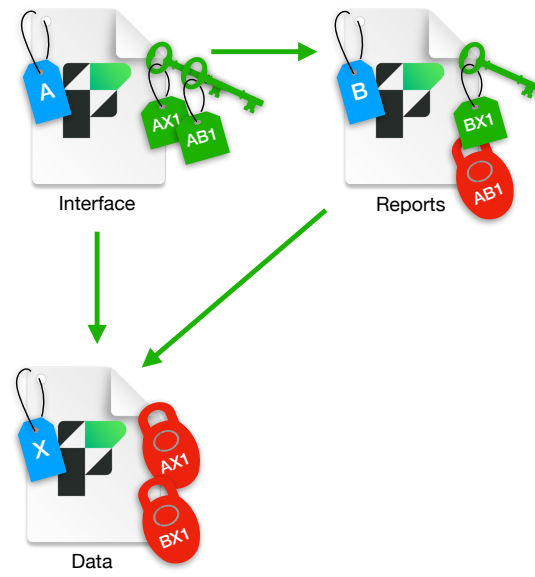 A
AX1
AB1
Interface
B
BX1
AB1
Reports
X
AX1
BX1
Data